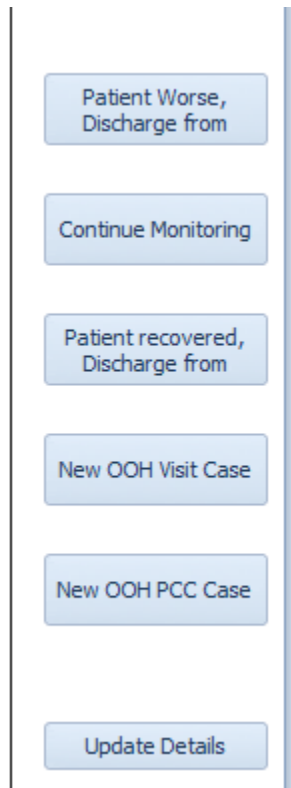 Patient Worse,
Discharge from
Continue Monitoring
Patient recovered,
Discharge from
New OOH Visit Case
New OOH PCC Case
Update Details